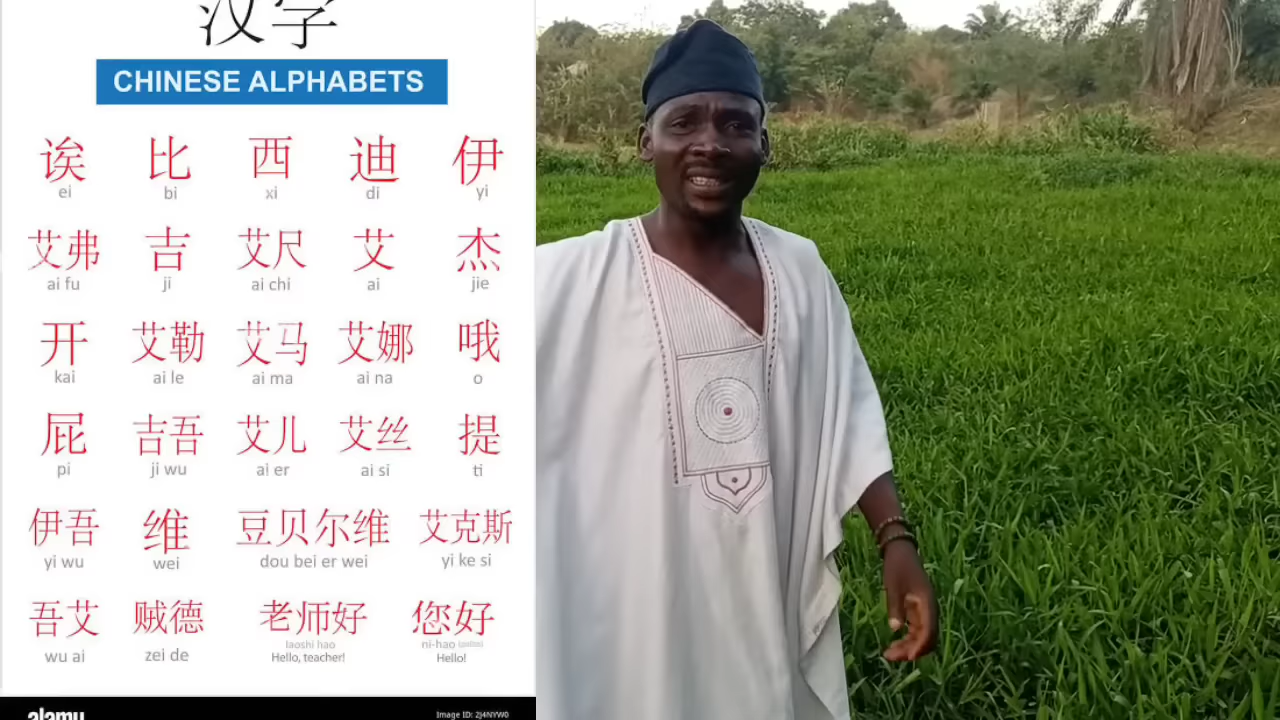 汉字
CHINESE ALPHABETS
诶 比 西 迪 伊
ei bi xi di yi
艾弗 吉 艾尺 艾 杰
ai fu ji ai chi ai jie
开 艾勒 艾马 艾娜 哦
kai ai le ai ma ai na o
屁 吉吾 艾儿 艾丝 提
pi ji wu ai er ai si ti
伊吾 维 豆贝尔维 艾克斯
yi wu wei dou bei er wei yi ke si
吾艾 贼德 老师好 您好
wu ai zei de laoshi hao ni-hao (polite)
Hello, teacher! Hello!
alamy Image ID: 2J4NYW0